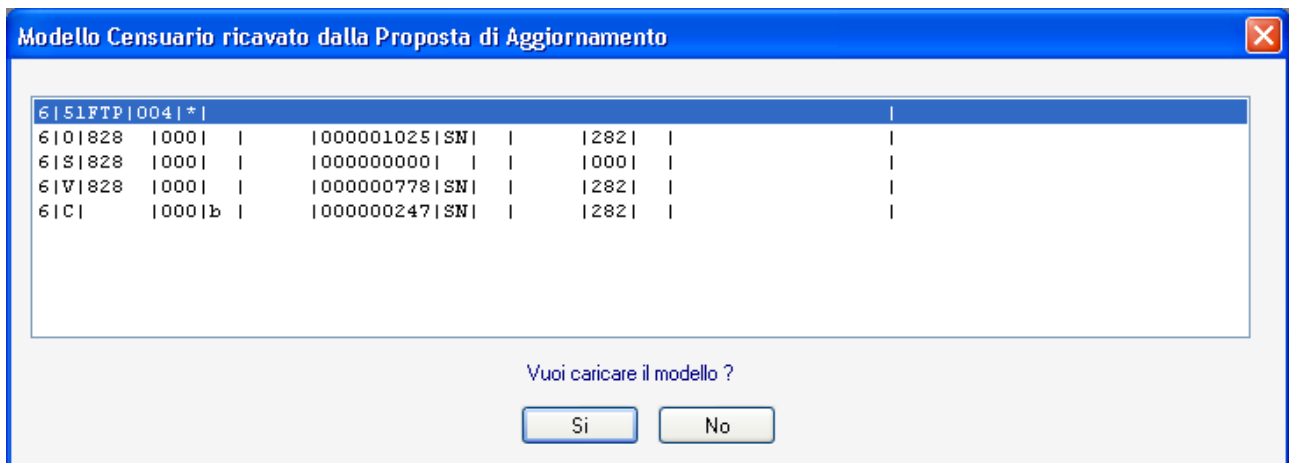 Modello Censuario ricavato dalla Proposta di Aggiornamento
6|51FTP|004|*| |
6|O|828 |000| | |000001025|SN| | |282| | |
6|S|828 |000| | |000000000| | | |000| | |
6|V|828 |000| | |000000778|SN| | |282| | |
6|C| |000|b | |000000247|SN| | |282| | |
Vuoi caricare il modello ?
Si No